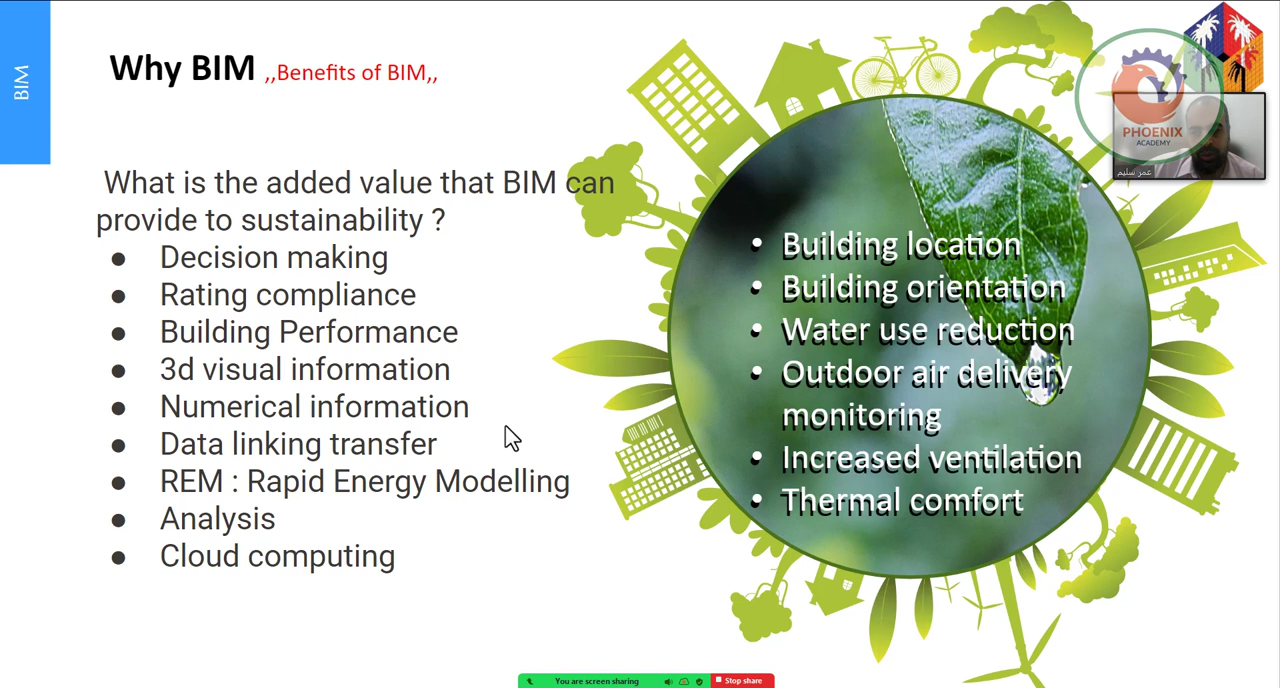 BIM
Why BIM ,,Benefits of BIM,,
What is the added value that BIM can
provide to sustainability ?
● Decision making
● Rating compliance
● Building Performance
● 3d visual information
● Numerical information
● Data linking transfer
● REM : Rapid Energy Modelling
● Analysis
● Cloud computing
• Building location
• Building orientation
• Water use reduction
• Outdoor air delivery
monitoring
• Increased ventilation
• Thermal comfort
PHOENIX
ACADEMY
عمر سليم
You are screen sharing
Stop share